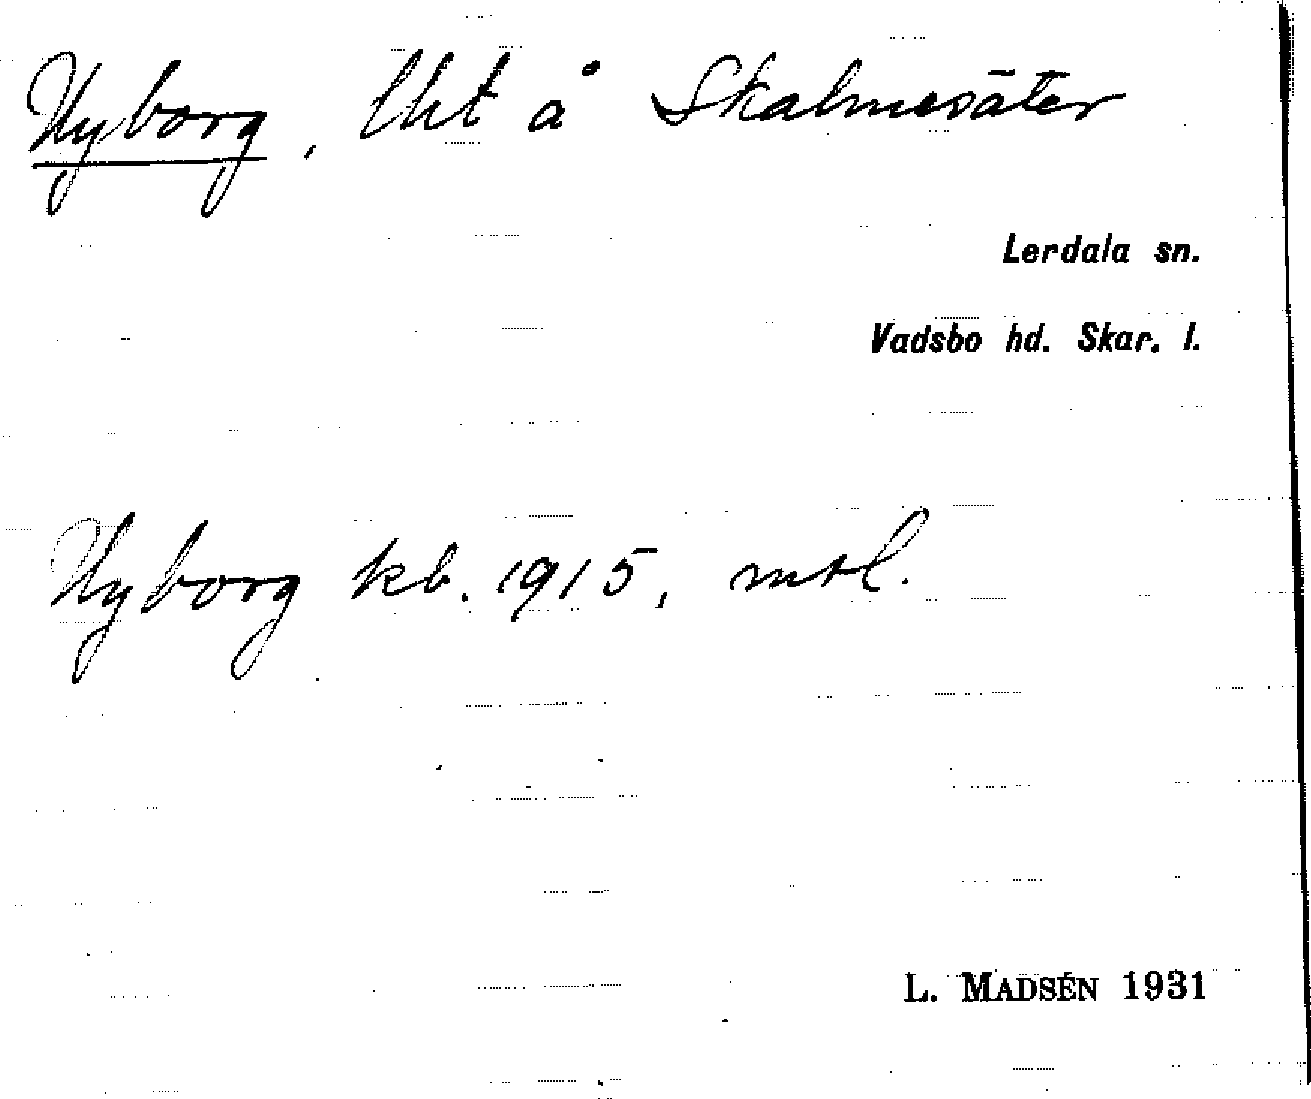 Nyborg, lht å Skalmesäter
Lerdala sn.
Vadsbo hd. Skar. l.
Nyborg kb. 1915, mtl.
L. MADSÉN 1931